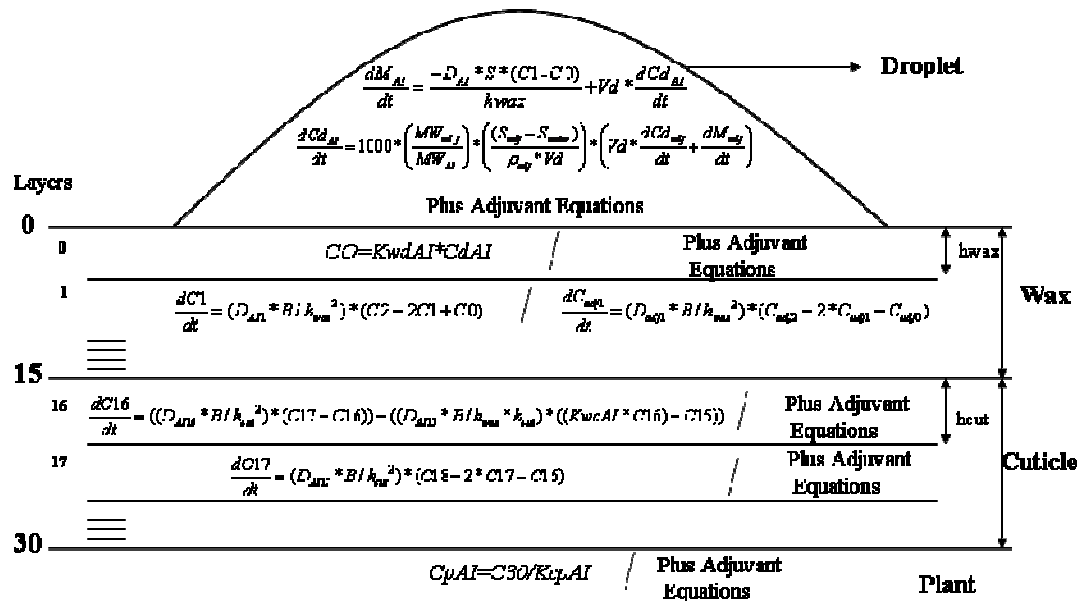 dM_AI/dt = -D_AI*S*(C1-C0)/hwax + Vd*dCd_AI/dt
Droplet
dCd_AI/dt = 1000*(MW_adj/MW_AI)*((S_adj-S_water)/ρ_adj*Vd)*(Vd*dCd_adj/dt + dM_adj/dt)
Layers
Plus Adjuvant Equations
0
0
CO=KwdAI*CdAI /
Plus Adjuvant
Equations
hwax
1
dC1/dt = (D_AI1*B/h_wax²)*(C2-2C1+C0) / dC_adj1/dt = (D_adj1*B/h_wax²)*(C_adj2-2*C_adj1-C_adj0)
Wax
15
16
dC16/dt = ((D_AI16*B/h_cut²)*(C17-C16))-((D_AI15*B/h_wax*h_cut)*((KwcAI*C16)-C15)) /
Plus Adjuvant
Equations
hcut
17
dC17/dt = (D_AI17*B/h_cut²)*(C18-2*C17-C16) /
Plus Adjuvant
Equations
Cuticle
30
CpAI=C30/KcpAI /
Plus Adjuvant
Equations
Plant